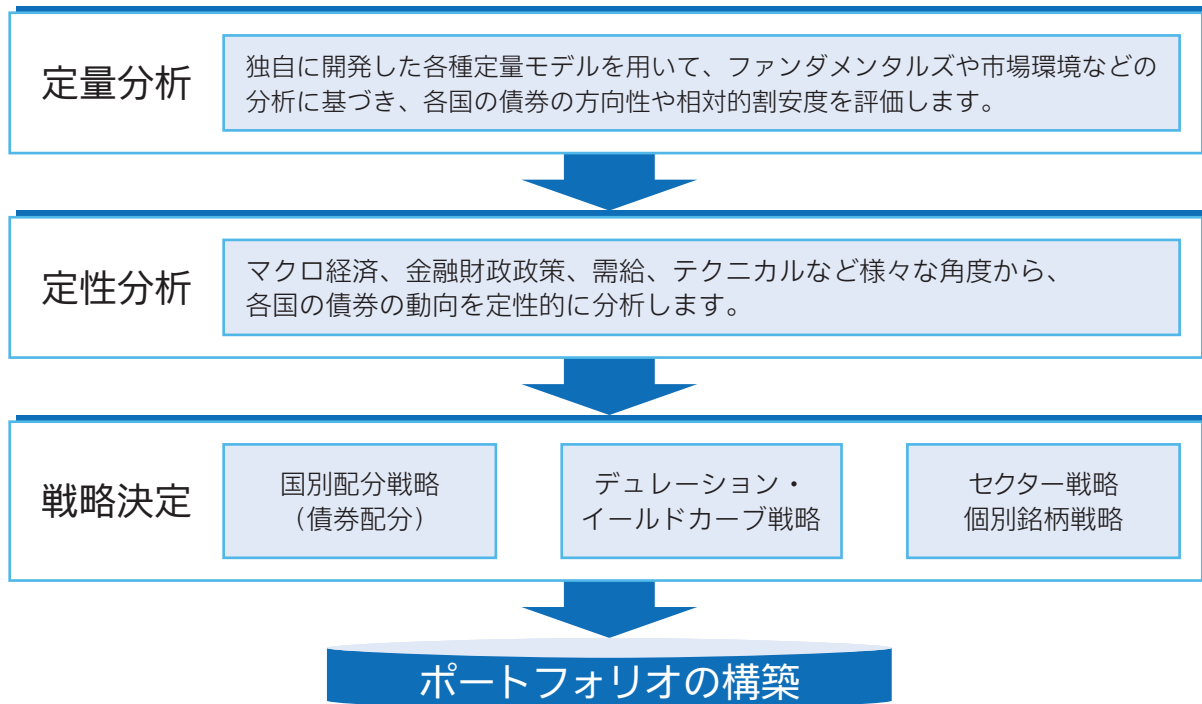 定量分析
独自に開発した各種定量モデルを用いて、ファンダメンタルズや市場環境などの
分析に基づき、各国の債券の方向性や相対的割安度を評価します。
定性分析
マクロ経済、金融財政政策、需給、テクニカルなど様々な角度から、
各国の債券の動向を定性的に分析します。
戦略決定
国別配分戦略
（債券配分）
デュレーション・
イールドカーブ戦略
セクター戦略
個別銘柄戦略
ポートフォリオの構築